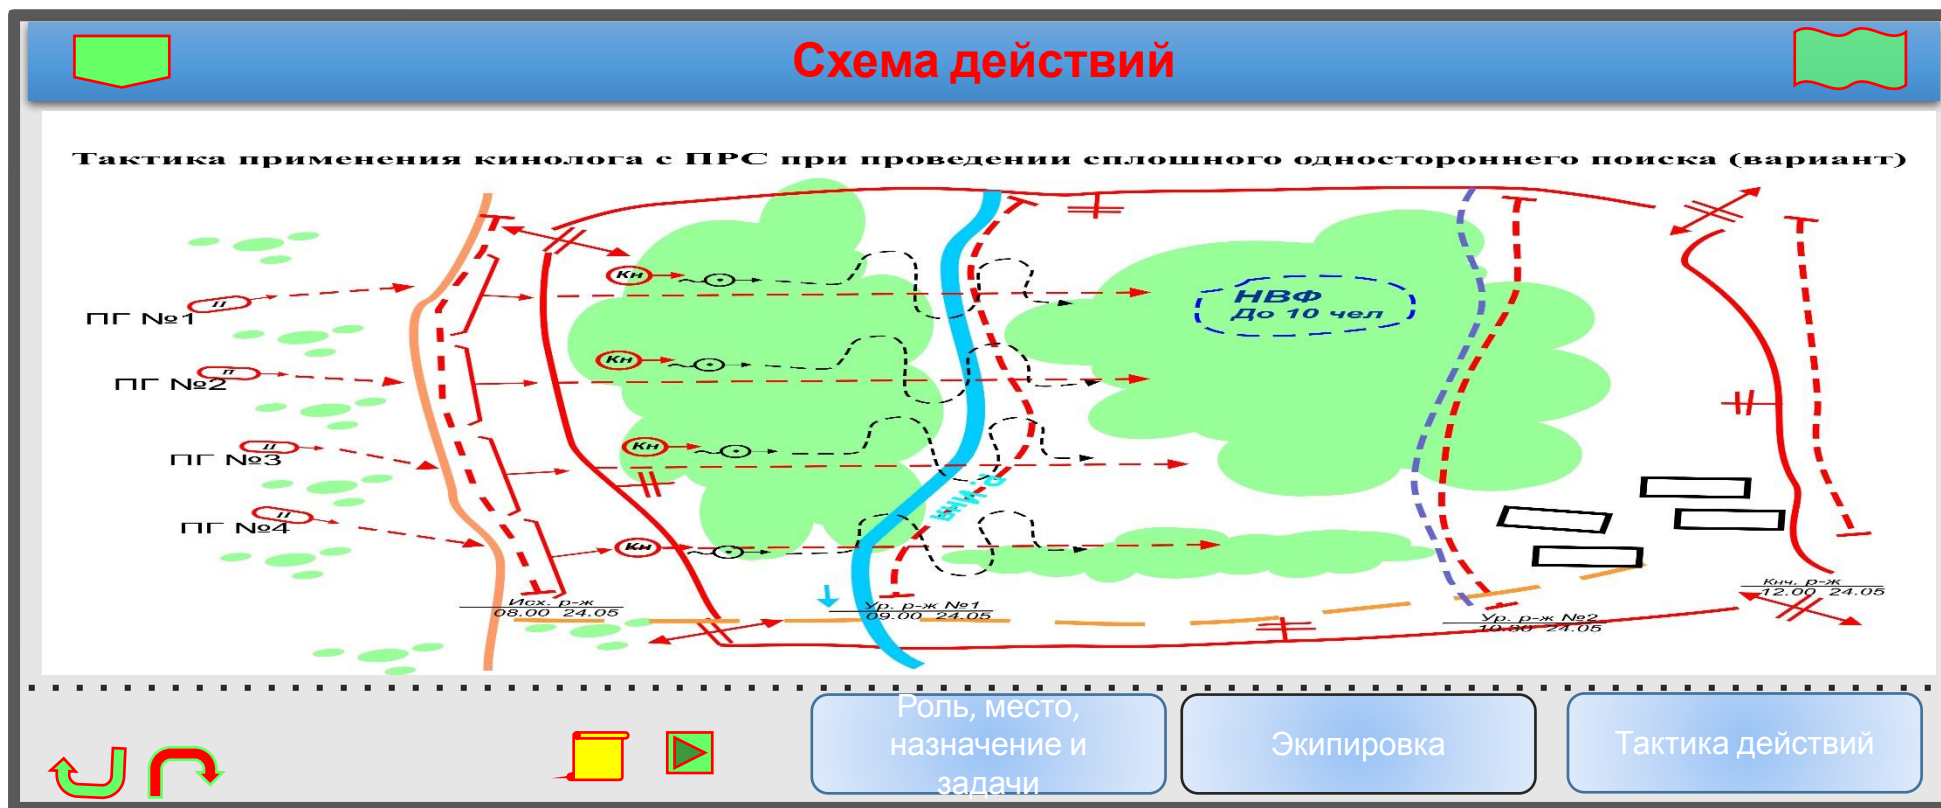 Схема действий
Тактика применения кинолога с ПРС при проведении сплошного одностороннего поиска (вариант)
Кн
П
ПГ №1
НВФ
До 10 чел
Кн
П
ПГ №2
Кн
П
ПГ №3
П
ПГ №4
Кн
Исх. р-ж
08.00 24.05
Ур. р-ж №1
09.00 24.05
Ур. р-ж №2
10.30 24.05
Кнч. р-ж
12.00 24.05
Роль, место,
назначение и
задачи
Экипировка
Тактика действий